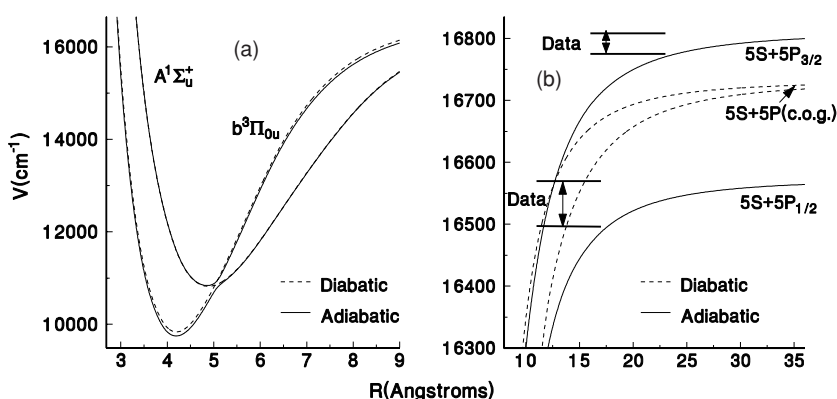 (a)
A¹Σᵤ⁺
b³Π₀ᵤ
V(cm⁻¹)
16000
14000
12000
10000
3 4 5 6 7 8 9
Diabatic
Adiabatic
(b)
Data
5S+5P₃/₂
5S+5P(c.o.g.)
Data
5S+5P₁/₂
16800
16700
16600
16500
16400
16300
10 15 20 25 30 35
Diabatic
Adiabatic
R(Angstroms)